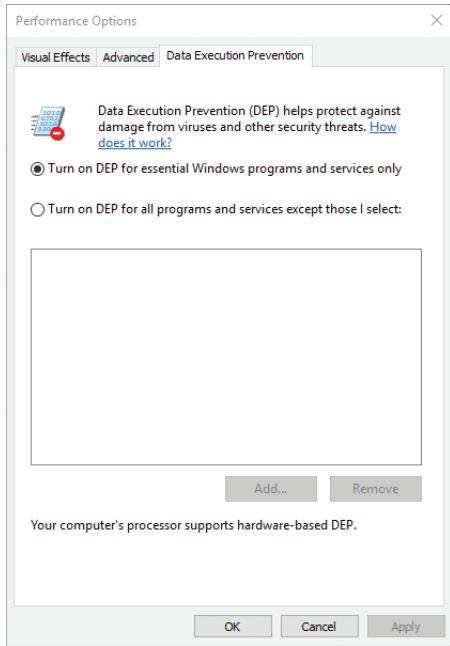 Performance Options
Visual Effects
Advanced
Data Execution Prevention
Data Execution Prevention (DEP) helps protect against
damage from viruses and other security threats. How
does it work?
Turn on DEP for essential Windows programs and services only
Turn on DEP for all programs and services except those I select:
Add...
Remove
Your computer's processor supports hardware-based DEP.
OK
Cancel
Apply